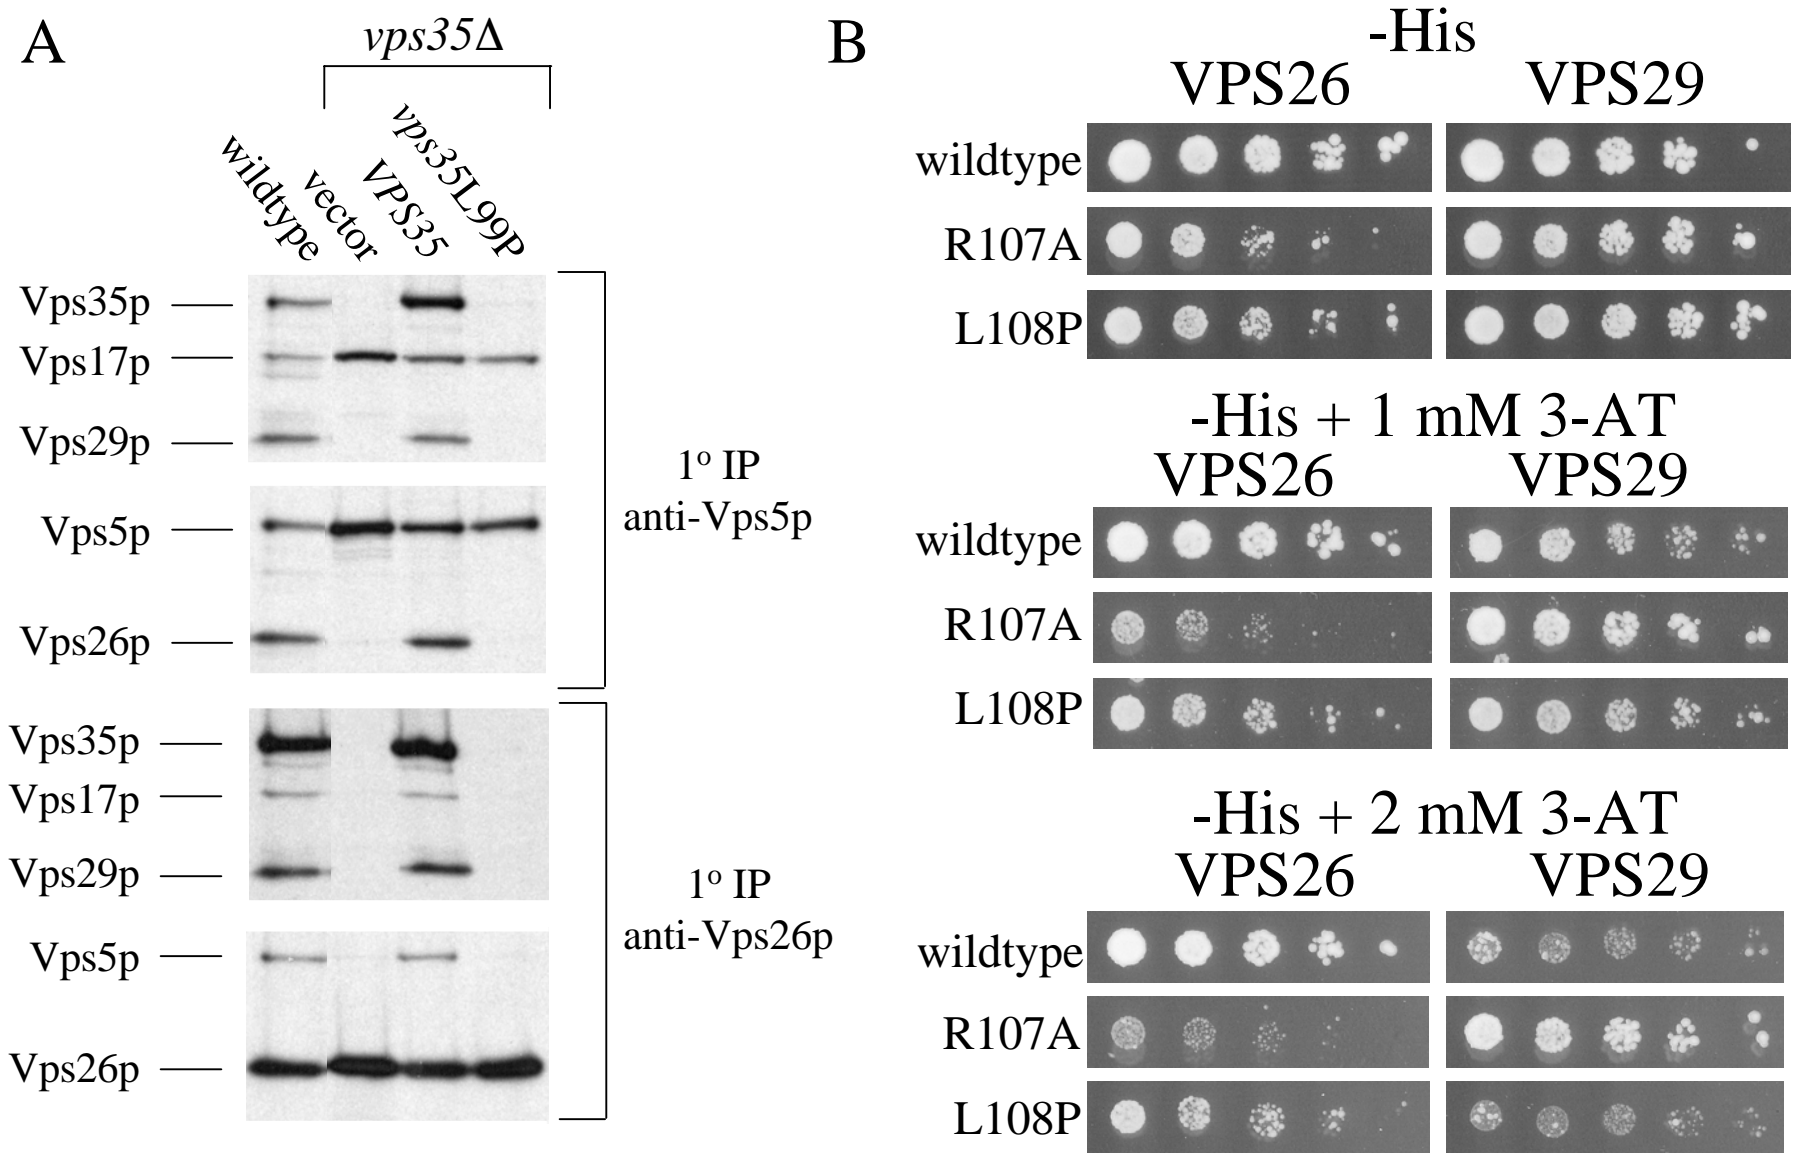 A
vps35Δ
wildtype
vector
VPS35
vps35L99P
Vps35p
Vps17p
Vps29p
Vps5p
Vps26p
1º IP
anti-Vps5p
Vps35p
Vps17p
Vps29p
Vps5p
Vps26p
1º IP
anti-Vps26p
B
-His
VPS26 VPS29
wildtype
R107A
L108P
-His + 1 mM 3-AT
VPS26 VPS29
wildtype
R107A
L108P
-His + 2 mM 3-AT
VPS26 VPS29
wildtype
R107A
L108P